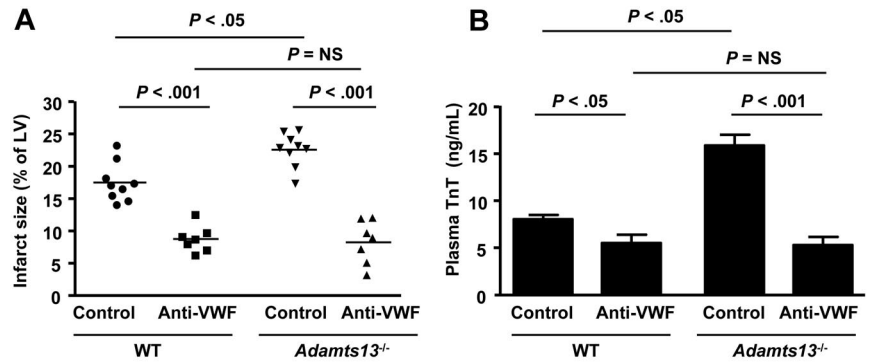 A
P < .05
P = NS
P < .001
P < .001
Infarct size (% of LV)
30
25
20
15
10
5
0
Control
Anti-VWF
Control
Anti-VWF
WT
Adamts13-/-
B
P < .05
P = NS
P < .05
P < .001
Plasma TnT (ng/mL)
20
15
10
5
0
Control
Anti-VWF
Control
Anti-VWF
WT
Adamts13-/-